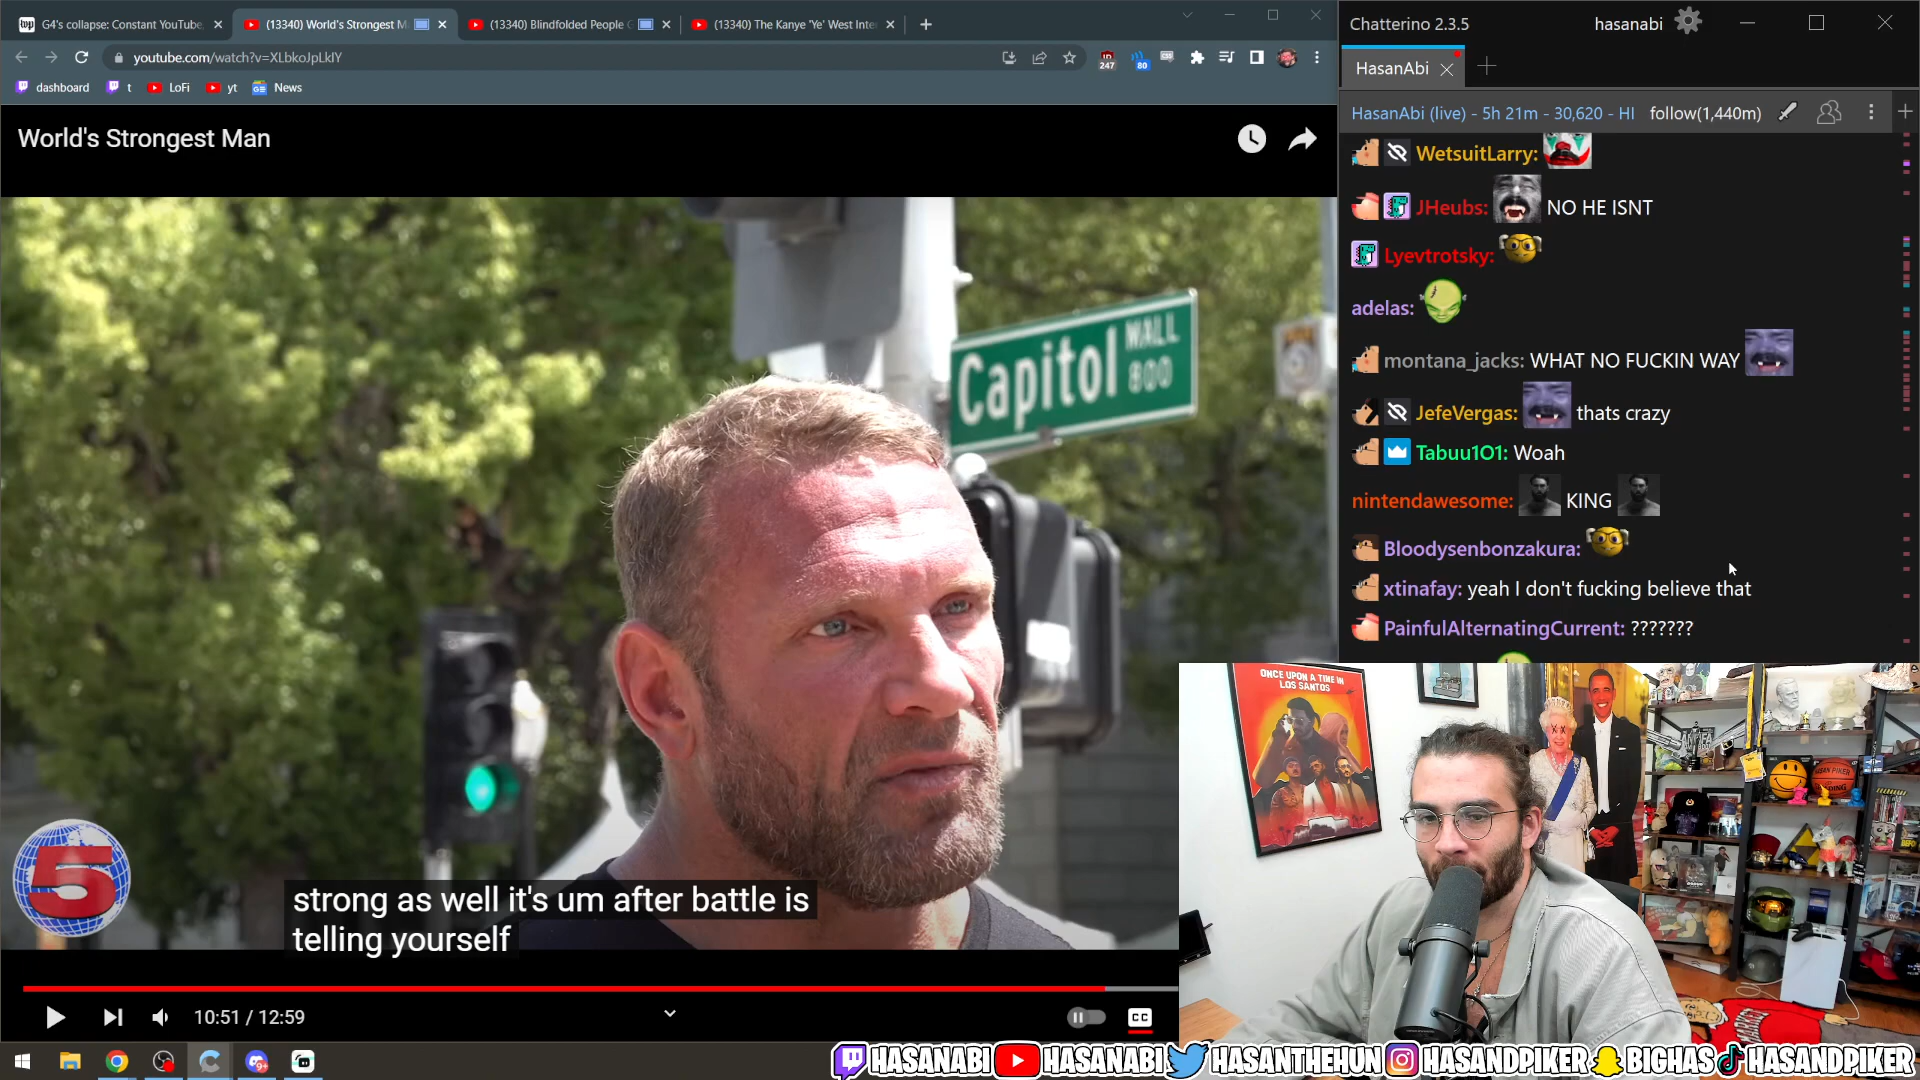 G4's collapse: Constant YouTube,
(13340) World's Strongest M
(13340) Blindfolded People G
(13340) The Kanye 'Ye' West Inte
youtube.com/watch?v=XLbkoJpLkIY
247
80
dashboard
t
LoFi
yt
News
World's Strongest Man
Capitol WALL
800
5
strong as well it's um after battle is
telling yourself
10:51 / 12:59
CC
Chatterino 2.3.5
hasanabi
HasanAbi
HasanAbi (live) - 5h 21m - 30,620 - HI
follow(1,440m)
WetsuitLarry:
JHeubs: NO HE ISNT
Lyevtrotsky:
adelas:
montana_jacks: WHAT NO FUCKIN WAY
JefeVergas: thats crazy
Tabuu1O1: Woah
nintendawesome: KING
Bloodysenbonzakura:
xtinafay: yeah I don't fucking believe that
PainfulAlternatingCurrent: ???????
ONCE UPON A TIME IN
LOS SANTOS
HASANABI
HASANABI
HASANTHEHUN
HASANDPIKER
BIGHAS
HASANDPIKER